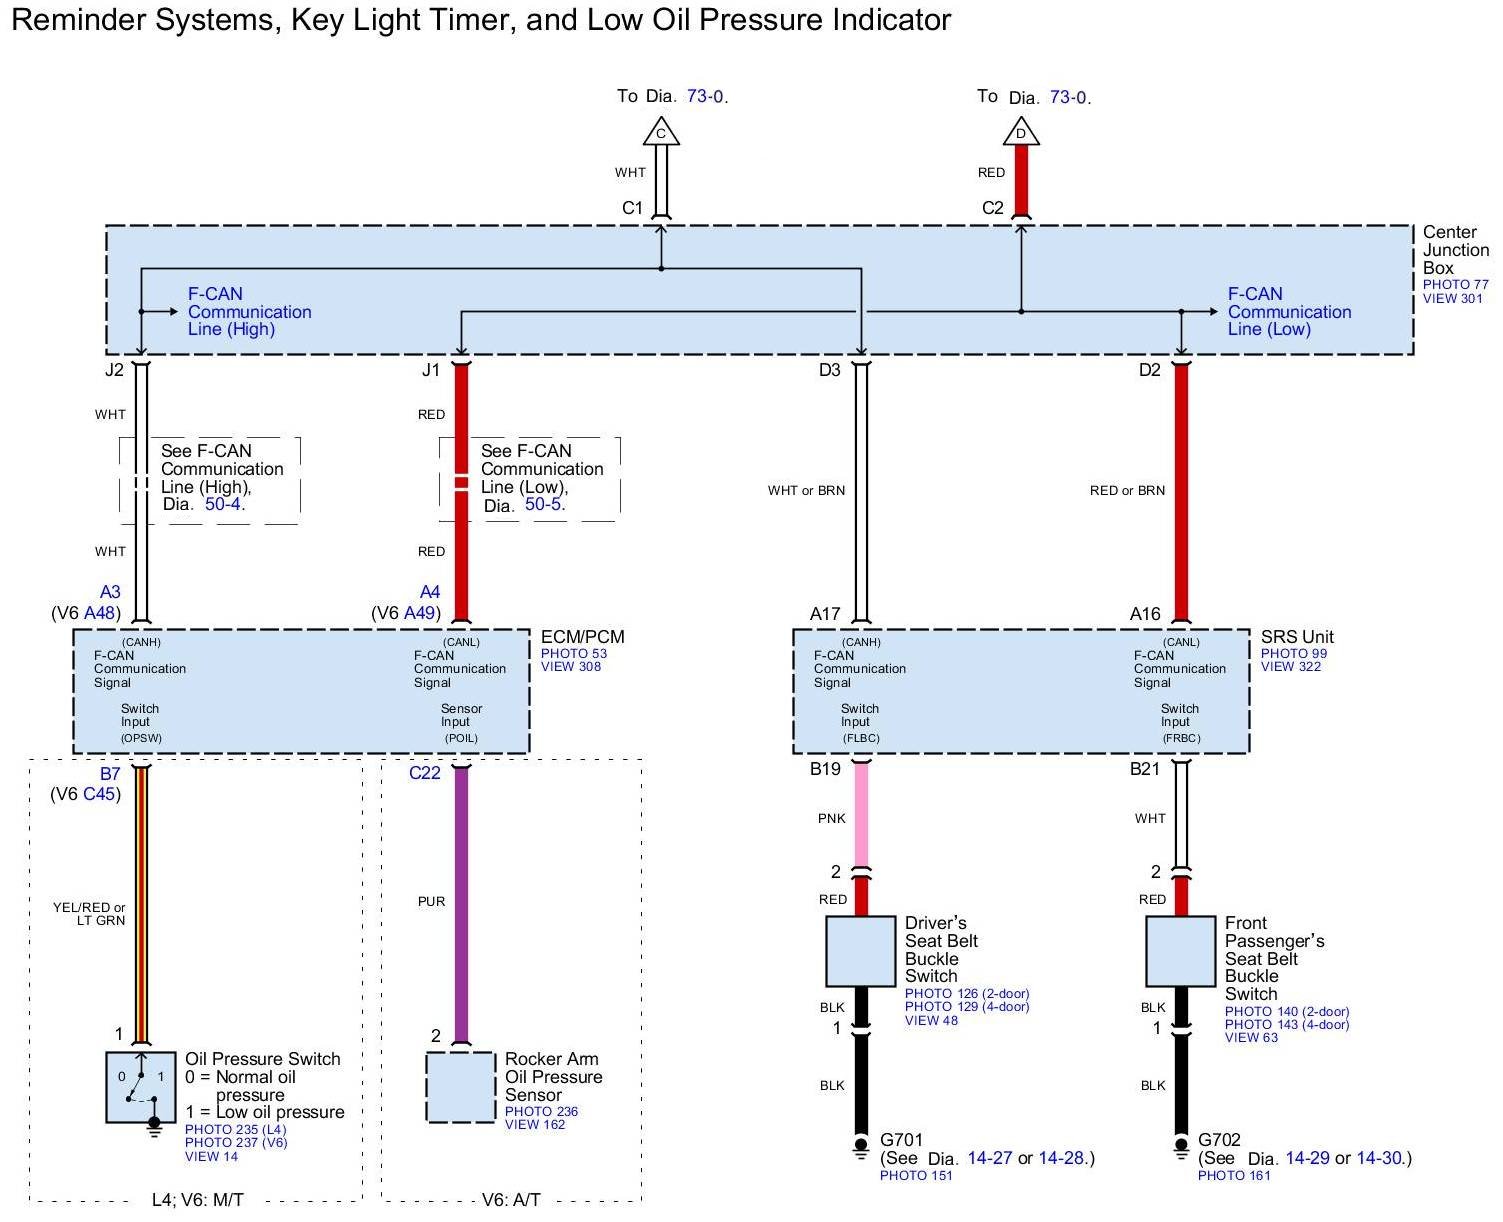 Reminder Systems, Key Light Timer, and Low Oil Pressure Indicator
To Dia. 73-0.
To Dia. 73-0.
C
D
WHT
RED
C1
C2
Center
Junction
Box
PHOTO 77
VIEW 301
F-CAN
Communication
Line (High)
F-CAN
Communication
Line (Low)
J2
J1
D3
D2
WHT
RED
See F-CAN
Communication
Line (High),
Dia. 50-4.
See F-CAN
Communication
Line (Low),
Dia. 50-5.
WHT or BRN
RED or BRN
WHT
RED
A3
(V6 A48)
A4
(V6 A49)
A17
A16
(CANH)
F-CAN
Communication
Signal
(CANL)
F-CAN
Communication
Signal
Switch
Input
(OPSW)
Sensor
Input
(POIL)
ECM/PCM
PHOTO 53
VIEW 308
(CANH)
F-CAN
Communication
Signal
(CANL)
F-CAN
Communication
Signal
Switch
Input
(FLBC)
Switch
Input
(FRBC)
SRS Unit
PHOTO 99
VIEW 322
B7
(V6 C45)
C22
B19
B21
PNK
WHT
2
2
RED
RED
YEL/RED or
LT GRN
PUR
Driver's
Seat Belt
Buckle
Switch
PHOTO 126 (2-door)
PHOTO 129 (4-door)
VIEW 48
Front
Passenger's
Seat Belt
Buckle
Switch
PHOTO 140 (2-door)
PHOTO 143 (4-door)
VIEW 63
BLK
1
BLK
1
1
2
0 1
Oil Pressure Switch
0 = Normal oil
pressure
1 = Low oil pressure
PHOTO 235 (L4)
PHOTO 237 (V6)
VIEW 14
Rocker Arm
Oil Pressure
Sensor
PHOTO 236
VIEW 162
BLK
BLK
G701
(See Dia. 14-27 or 14-28.)
PHOTO 151
G702
(See Dia. 14-29 or 14-30.)
PHOTO 161
L4; V6: M/T
V6: A/T